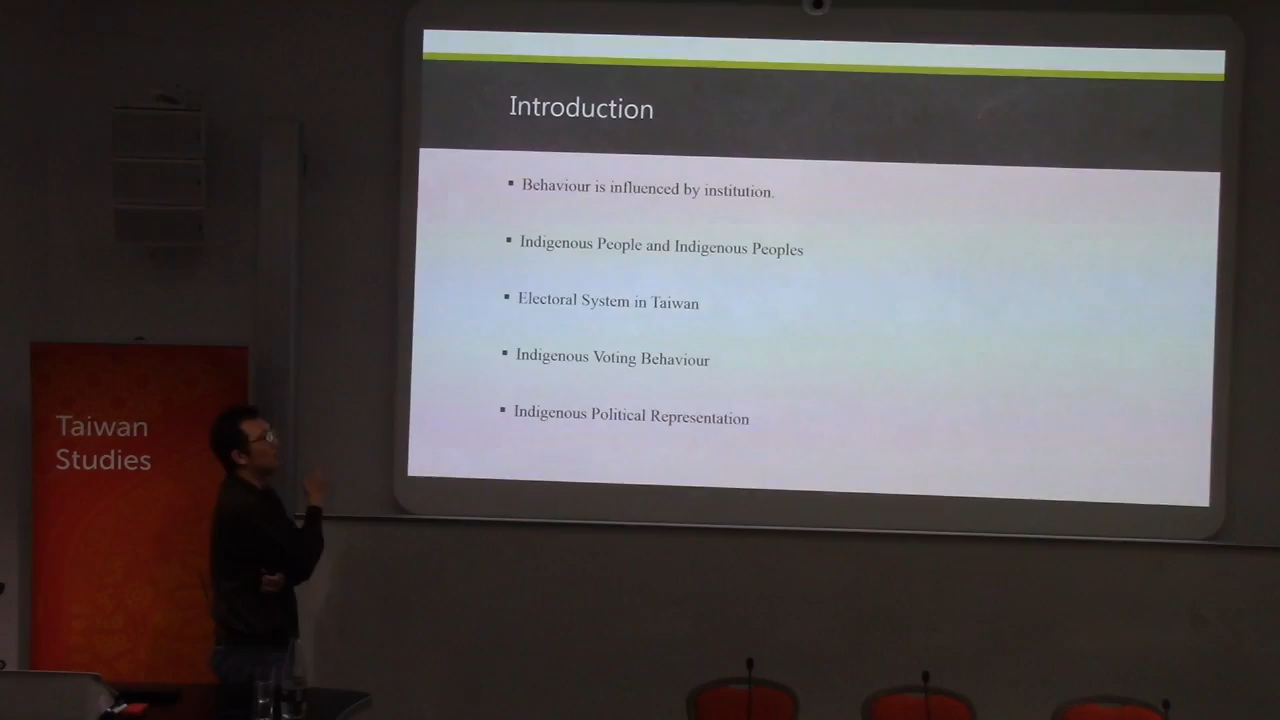 Introduction
▪ Behaviour is influenced by institution.
▪ Indigenous People and Indigenous Peoples
▪ Electoral System in Taiwan
▪ Indigenous Voting Behaviour
▪ Indigenous Political Representation
Taiwan
Studies